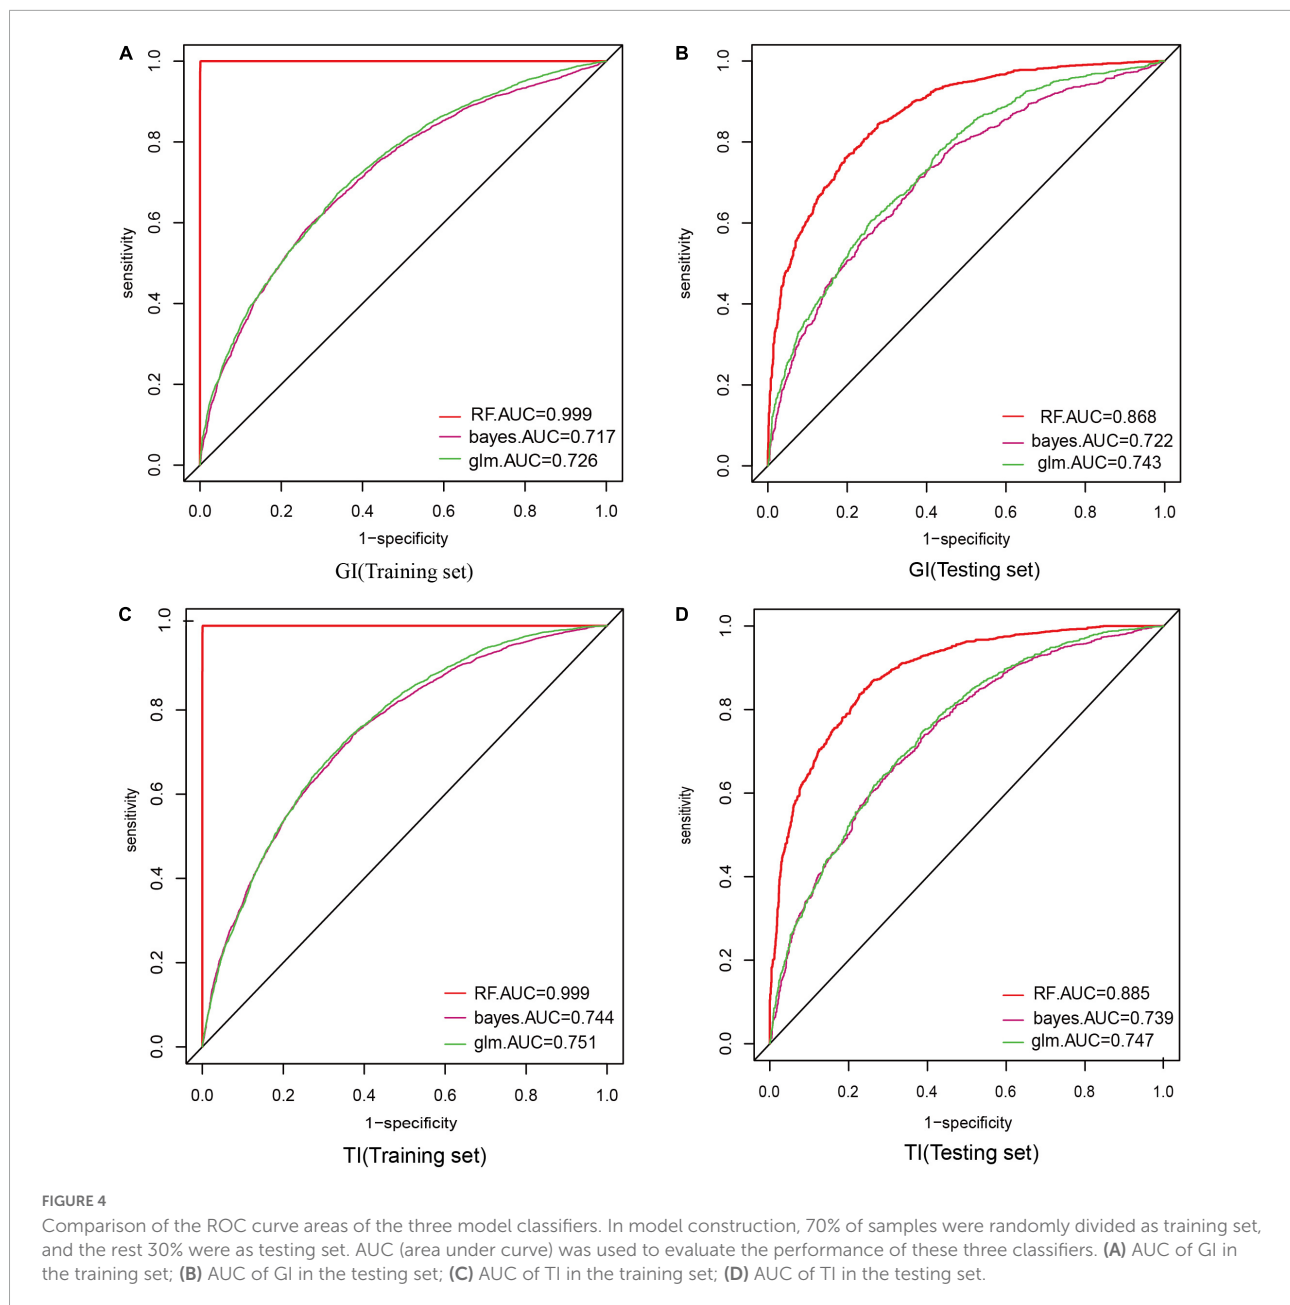 A
1.0
0.8
0.6
0.4
0.2
0.0
sensitivity
RF.AUC=0.999
bayes.AUC=0.717
glm.AUC=0.726
0.0 0.2 0.4 0.6 0.8 1.0
1−specificity
GI(Training set)
B
1.0
0.8
0.6
0.4
0.2
0.0
sensitivity
RF.AUC=0.868
bayes.AUC=0.722
glm.AUC=0.743
0.0 0.2 0.4 0.6 0.8 1.0
1−specificity
GI(Testing set)
C
1.0
0.8
0.6
0.4
0.2
0.0
sensitivity
RF.AUC=0.999
bayes.AUC=0.744
glm.AUC=0.751
0.0 0.2 0.4 0.6 0.8 1.0
1−specificity
TI(Training set)
D
1.0
0.8
0.6
0.4
0.2
0.0
sensitivity
RF.AUC=0.885
bayes.AUC=0.739
glm.AUC=0.747
0.0 0.2 0.4 0.6 0.8 1.0
1−specificity
TI(Testing set)
FIGURE 4
Comparison of the ROC curve areas of the three model classifiers. In model construction, 70% of samples were randomly divided as training set,
and the rest 30% were as testing set. AUC (area under curve) was used to evaluate the performance of these three classifiers. (A) AUC of GI in
the training set; (B) AUC of GI in the testing set; (C) AUC of TI in the training set; (D) AUC of TI in the testing set.